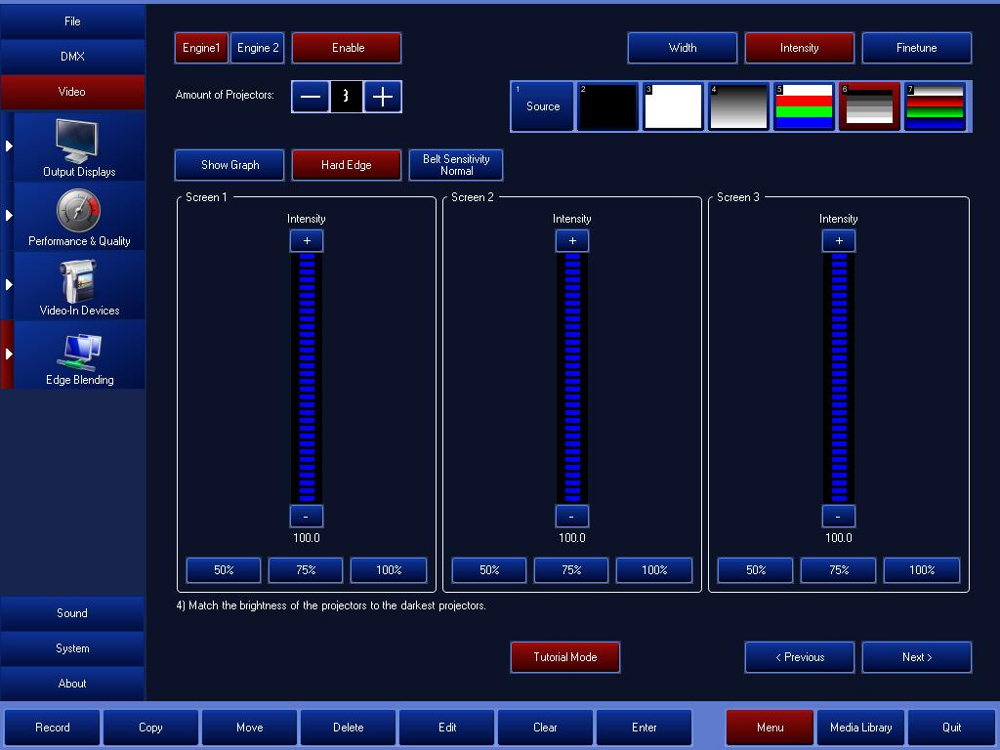 File
DMX
Video
Output Displays
Performance & Quality
Video-In Devices
Edge Blending
Sound
System
About
Engine1 Engine 2 Enable
Width Intensity Finetune
Amount of Projectors: 3
1 Source 2 3 4 5 6 7
Show Graph Hard Edge Belt Sensitivity
Normal
Screen 1
Intensity
+
-
100.0
50% 75% 100%
Screen 2
Intensity
+
-
100.0
50% 75% 100%
Screen 3
Intensity
+
-
100.0
50% 75% 100%
4) Match the brightness of the projectors to the darkest projectors.
Tutorial Mode < Previous Next >
Record Copy Move Delete Edit Clear Enter Menu Media Library Quit